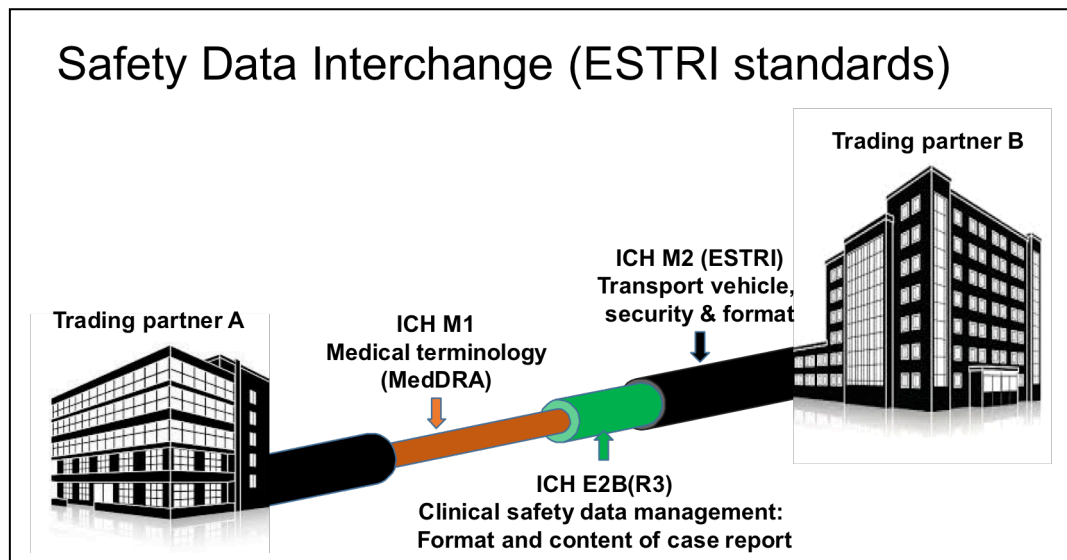 Safety Data Interchange (ESTRI standards)
Trading partner B
ICH M2 (ESTRI)
Transport vehicle,
security & format
Trading partner A
ICH M1
Medical terminology
(MedDRA)
ICH E2B(R3)
Clinical safety data management:
Format and content of case report